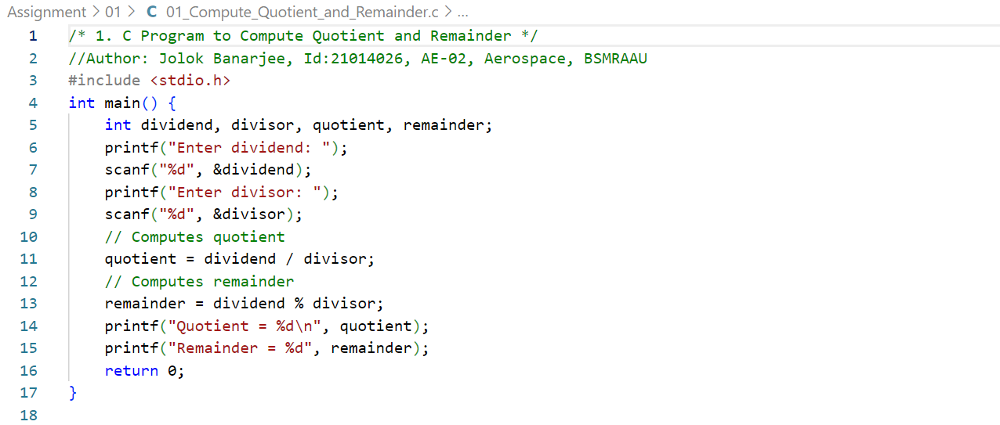 Assignment > 01 > C 01_Compute_Quotient_and_Remainder.c > ...
1 /* 1. C Program to Compute Quotient and Remainder */
2 //Author: Jolok Banarjee, Id:21014026, AE-02, Aerospace, BSMRAAU
3 #include <stdio.h>
4 int main() {
5     int dividend, divisor, quotient, remainder;
6     printf("Enter dividend: ");
7     scanf("%d", &dividend);
8     printf("Enter divisor: ");
9     scanf("%d", &divisor);
10     // Computes quotient
11     quotient = dividend / divisor;
12     // Computes remainder
13     remainder = dividend % divisor;
14     printf("Quotient = %d\n", quotient);
15     printf("Remainder = %d", remainder);
16     return 0;
17 }
18